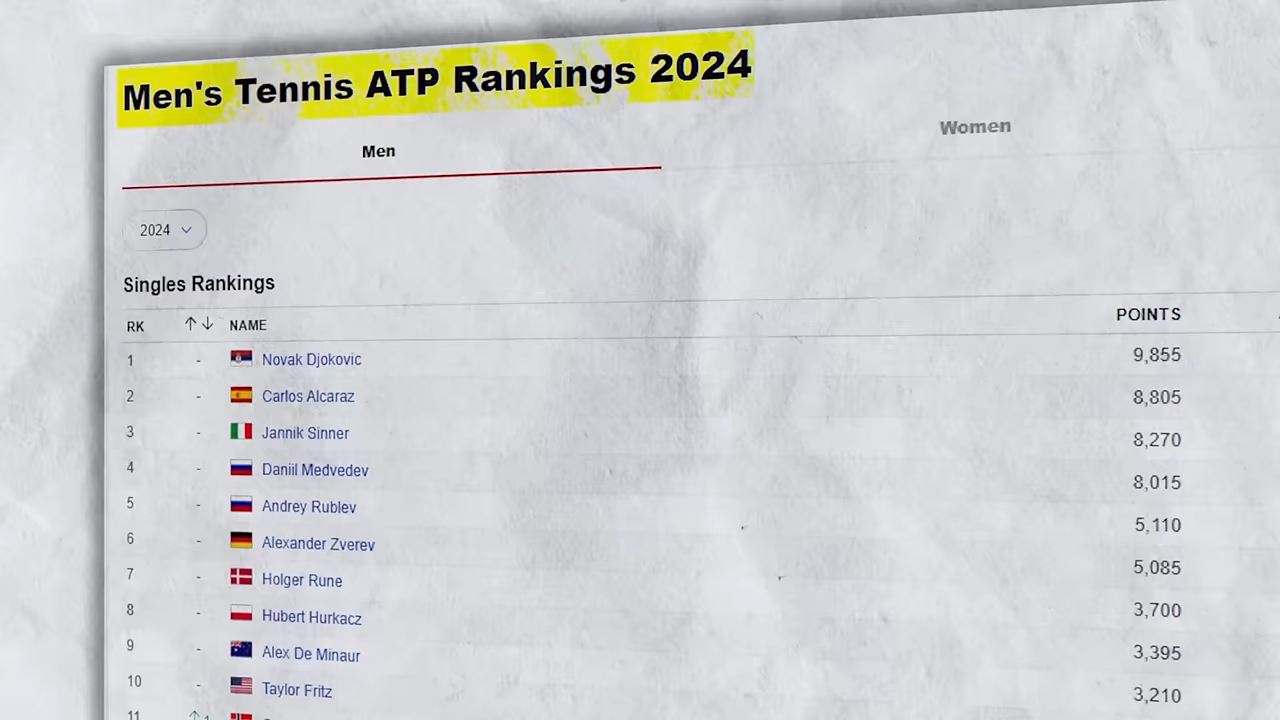 Men's Tennis ATP Rankings 2024
Men Women
2024
Singles Rankings
RK NAME POINTS
1 - Novak Djokovic 9,855
2 - Carlos Alcaraz 8,805
3 - Jannik Sinner 8,270
4 - Daniil Medvedev 8,015
5 - Andrey Rublev 5,110
6 - Alexander Zverev 5,085
7 - Holger Rune 3,700
8 - Hubert Hurkacz 3,395
9 - Alex De Minaur 3,210
10 - Taylor Fritz
11